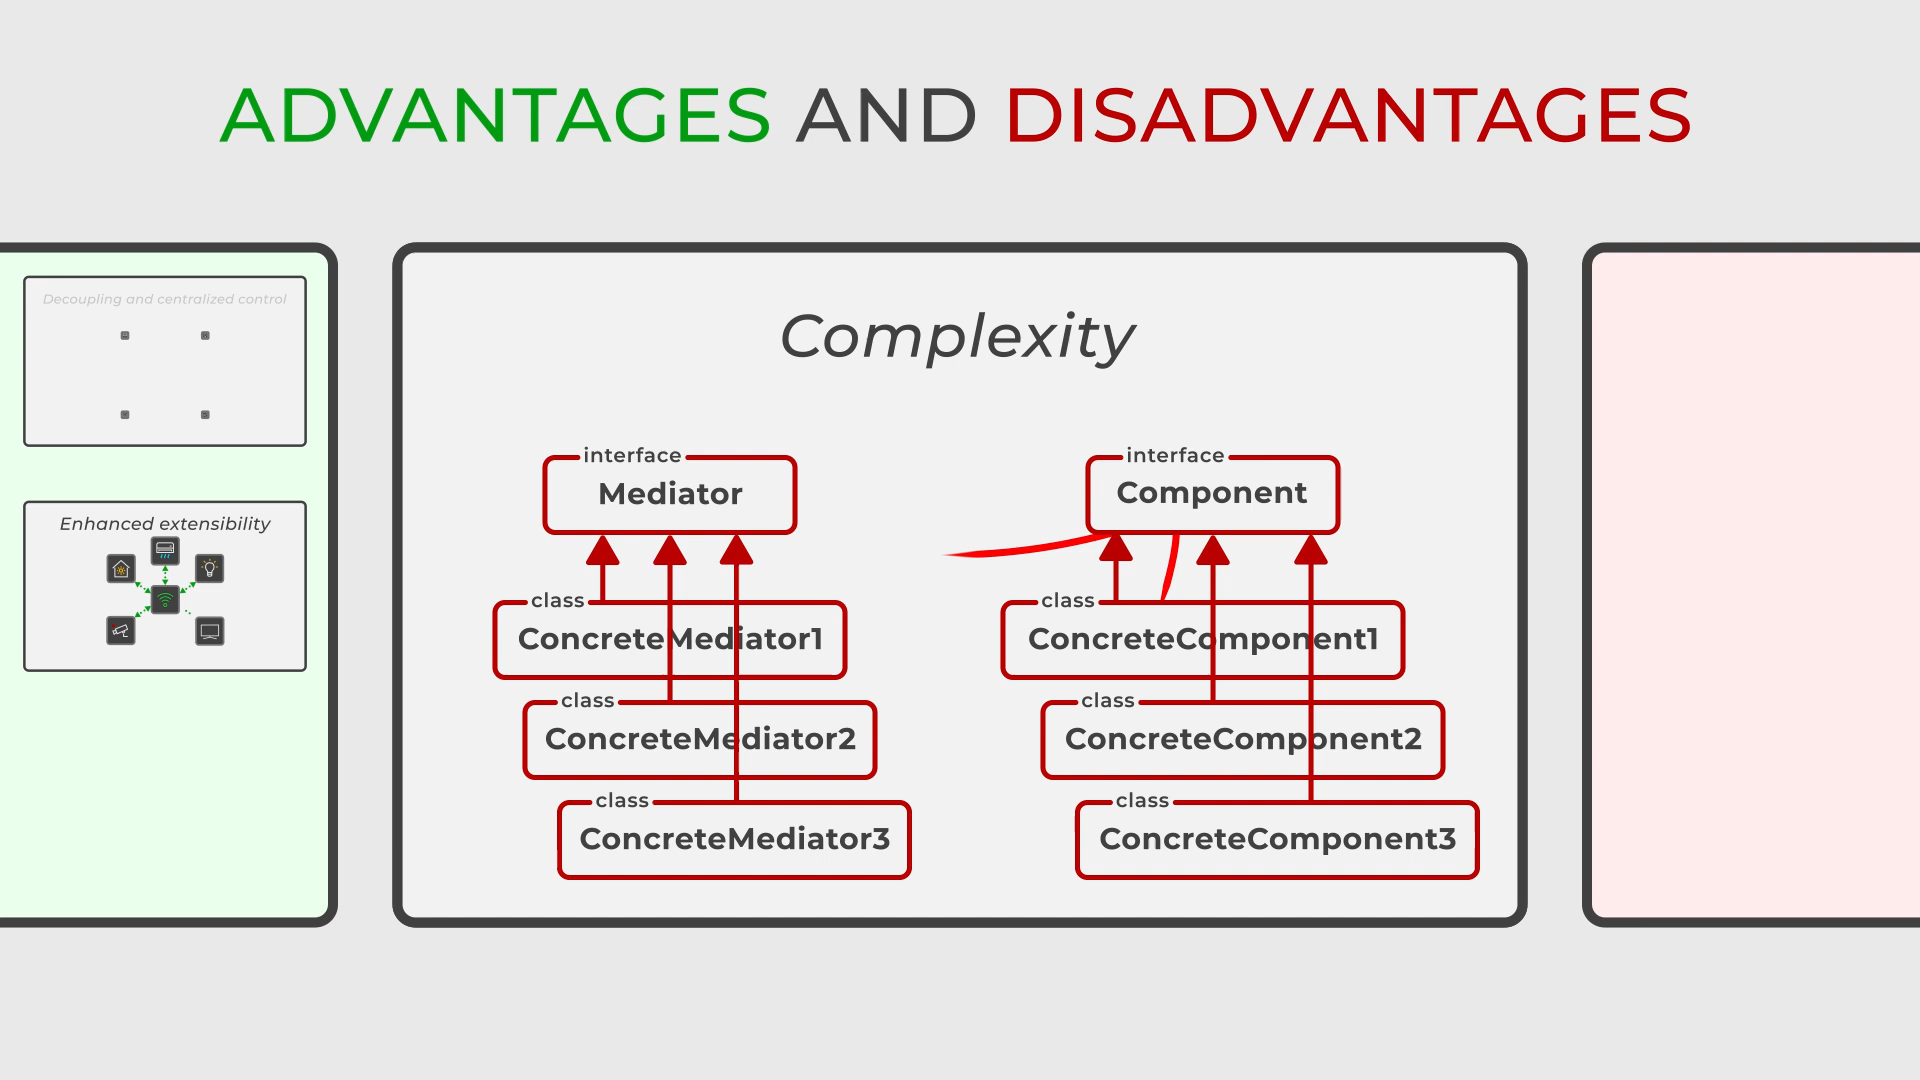 ADVANTAGES AND DISADVANTAGES
Decoupling and centralized control
Enhanced extensibility
Complexity
interface
Mediator
class
ConcreteMediator1
class
ConcreteMediator2
class
ConcreteMediator3
interface
Component
class
ConcreteComponent1
class
ConcreteComponent2
class
ConcreteComponent3